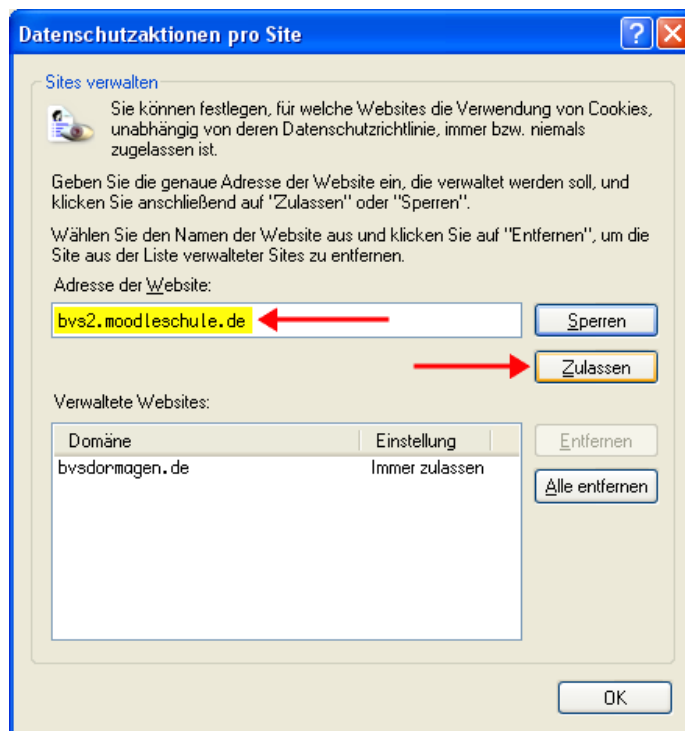 Datenschutzaktionen pro Site
Sites verwalten
Sie können festlegen, für welche Websites die Verwendung von Cookies,
unabhängig von deren Datenschutzrichtlinie, immer bzw. niemals
zugelassen ist.
Geben Sie die genaue Adresse der Website ein, die verwaltet werden soll, und
klicken Sie anschließend auf "Zulassen" oder "Sperren".
Wählen Sie den Namen der Website aus und klicken Sie auf "Entfernen", um die
Site aus der Liste verwalteter Sites zu entfernen.
Adresse der Website:
bvs2.moodleschule.de
Sperren
Zulassen
Verwaltete Websites:
Domäne Einstellung
bvsdormagen.de Immer zulassen
Entfernen
Alle entfernen
OK